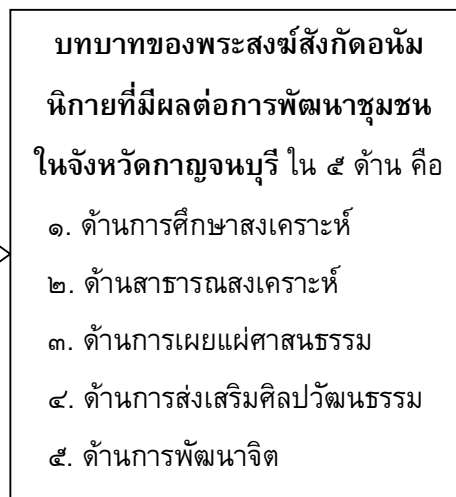 บทบาทของพระสงฆ์สังกัดอนัม
นิกายที่มีผลต่อการพัฒนาชุมชน
ในจังหวัดกาญจนบุรี ใน ๕ ด้าน คือ
๑. ด้านการศึกษาสงเคราะห์
๒. ด้านสาธารณสงเคราะห์
๓. ด้านการเผยแผ่ศาสนธรรม
๔. ด้านการส่งเสริมศิลปวัฒนธรรม
๕. ด้านการพัฒนาจิต